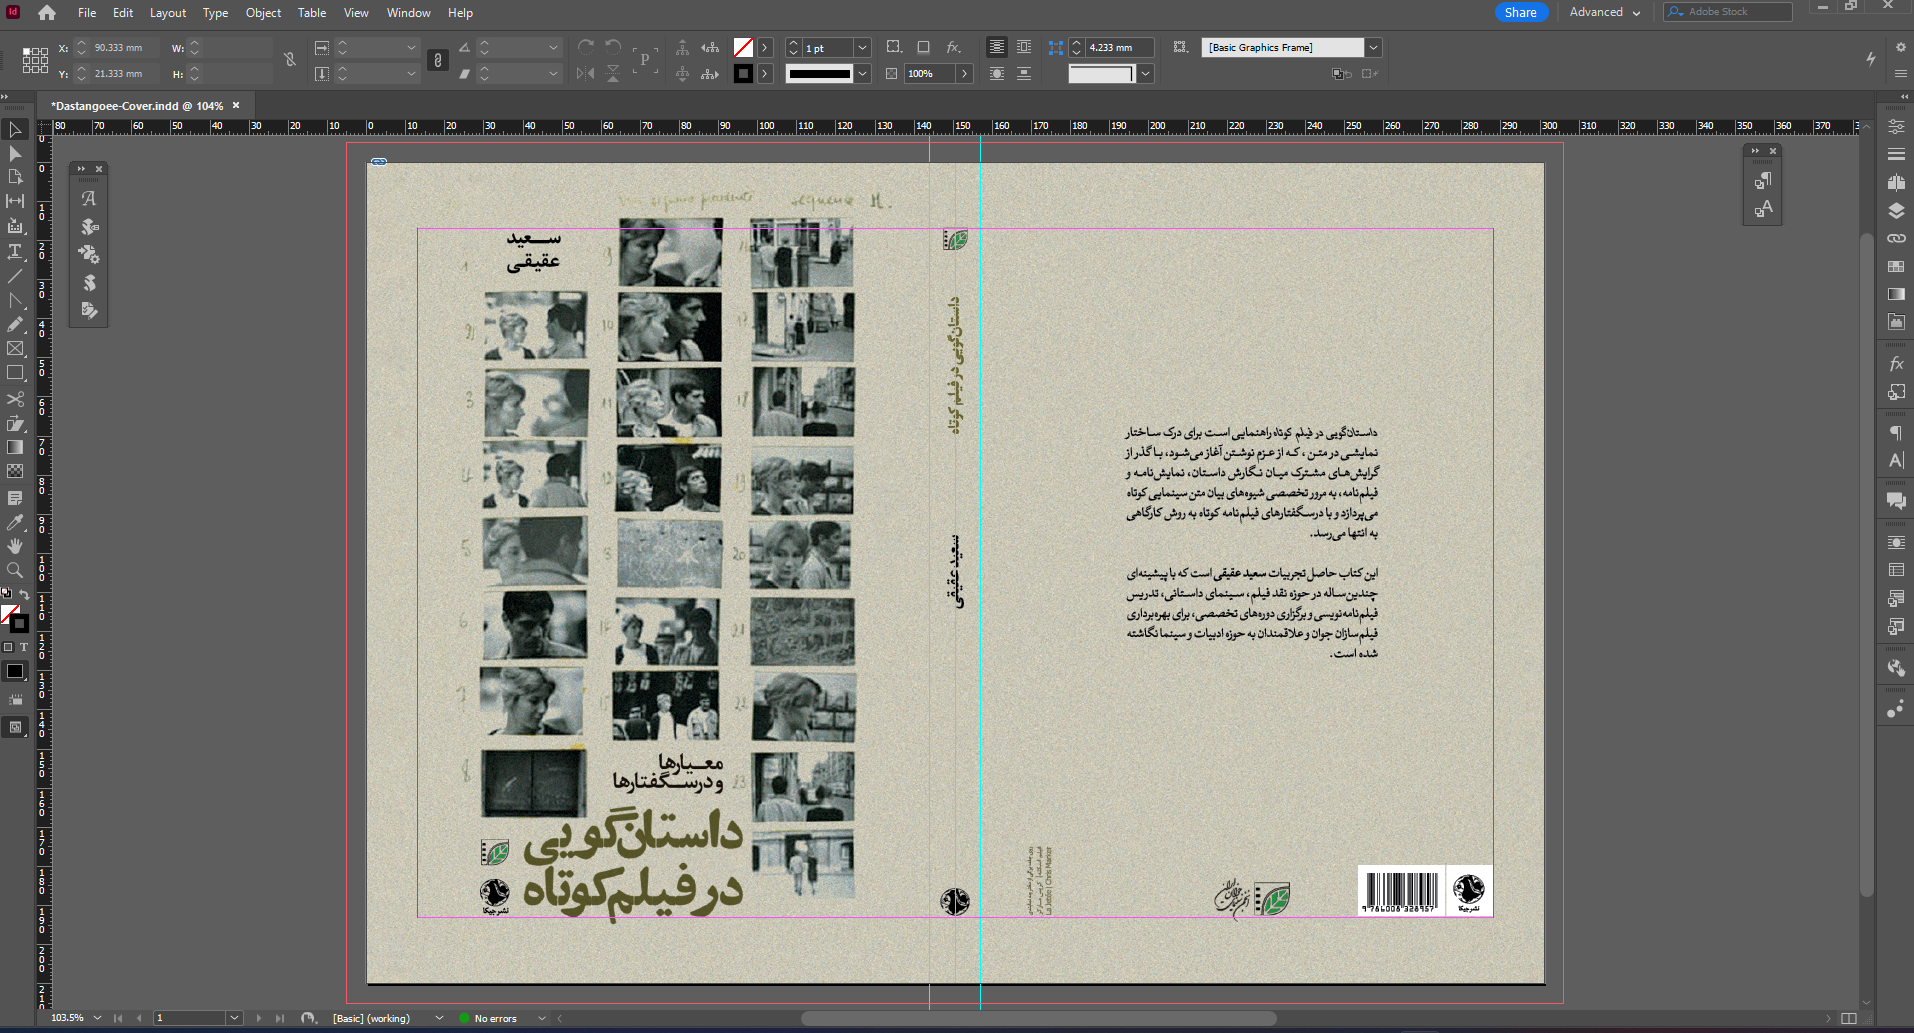 File Edit Layout Type Object Table View Window Help
Share
Advanced
Adobe Stock
X: 90.333 mm
W:
1 pt
4.233 mm
[Basic Graphics Frame]
Y: 21.333 mm
H:
100%
*Dastangoee-Cover.indd @ 104%
80 70 60 50 40 30 20 10 0 10 20 30 40 50 60 70 80 90 100 110 120 130 140 150 160 170 180 190 200 210 220 230 240 250 260 270 280 290 300 310 320 330 340 350 360 370
سعید
عقیقی
معیارها
و درسگفتارها
داستان‌گویی
در فیلم کوتاه
نشر چیکا
داستان‌گویی در فیلم کوتاه
سعید عقیقی
داستان‌گویی در فیلم کوتاه راهنمایی است برای درک ساختار
نمایشی در متن، که از عزم نوشتن آغاز می‌شود، با گذر از
گرایش‌های مشترک میان نگارش داستان، نمایش‌نامه و
فیلم‌نامه، به مرور تخصصی شیوه‌های بیان متن سینمایی کوتاه
می‌پردازد و با درسگفتارهای فیلم‌نامه کوتاه به روش کارگاهی
به انتها می‌رسد.
این کتاب حاصل تجربیات سعید عقیقی است که با پیشینه‌ای
چندین‌ساله در حوزه نقد فیلم، سینمای داستانی، تدریس
فیلم‌نامه‌نویسی و برگزاری دوره‌های تخصصی، برای بهره‌برداری
فیلم‌سازان جوان و علاقمندان به حوزه ادبیات و سینما نگاشته
شده است.
La Jetée | Chris Marker
9 786008 328957
نشر چیکا
103.5%
1
[Basic] (working)
No errors